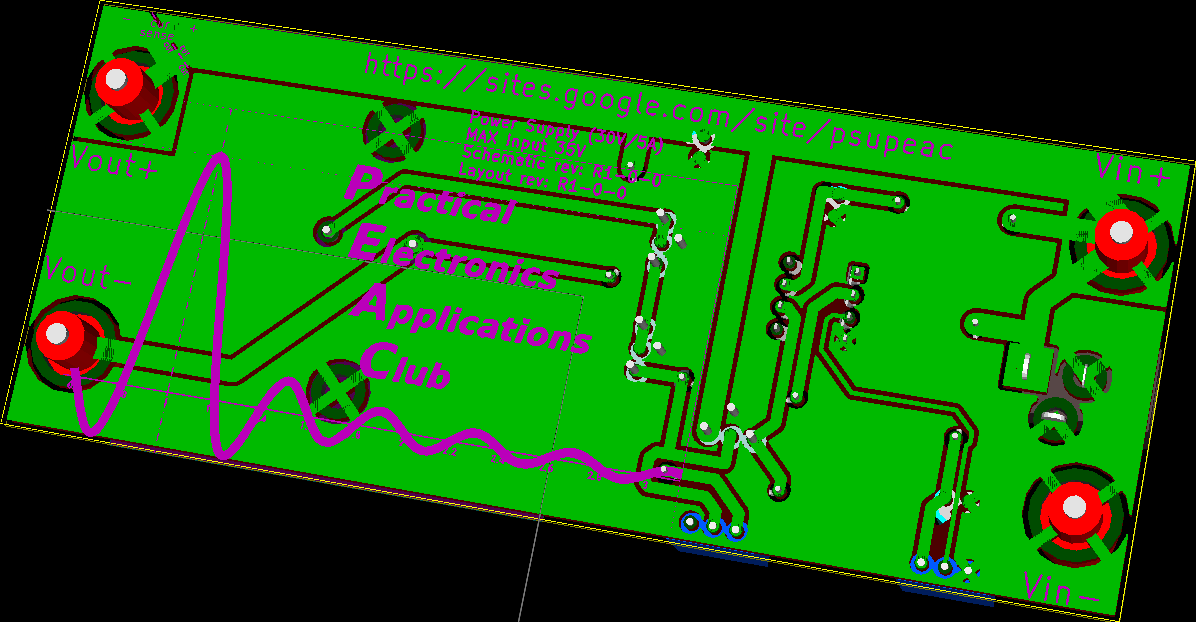 https://sites.google.com/site/psupeac
Power Supply (30V/5A)
MAX input 35V
Schematic rev: R1-0-0
Layout rev: R1-0-0
Vout+
Vin+
Practical
Electronics
Applications
Club
Vout-
Vin-